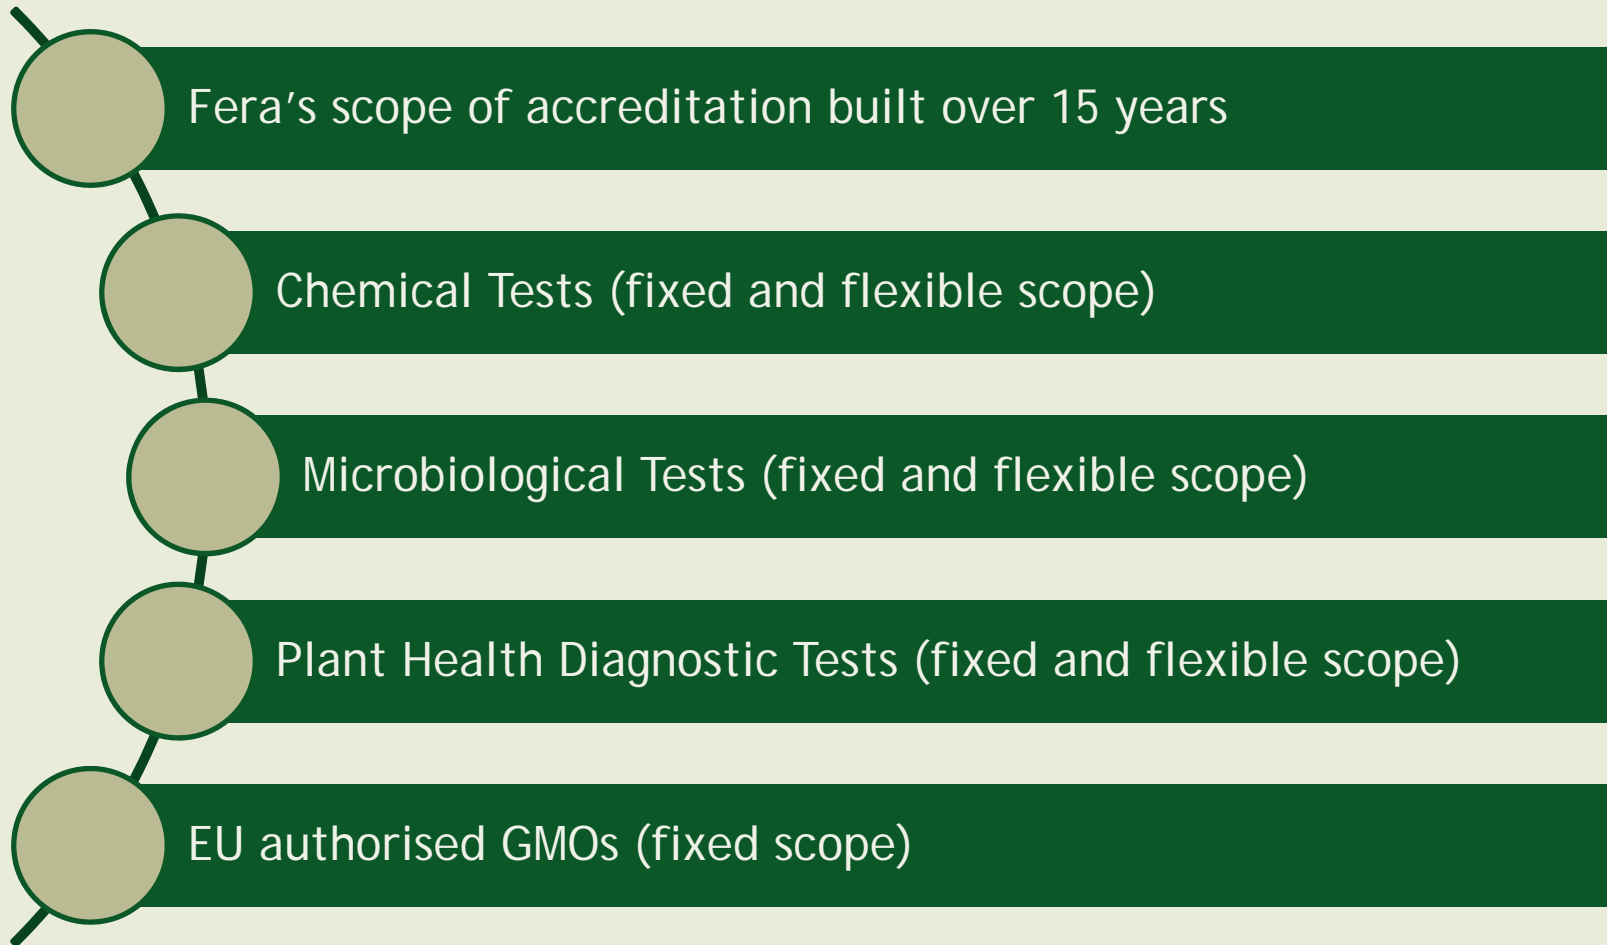 Fera's scope of accreditation built over 15 years
Chemical Tests (fixed and flexible scope)
Microbiological Tests (fixed and flexible scope)
Plant Health Diagnostic Tests (fixed and flexible scope)
EU authorised GMOs (fixed scope)